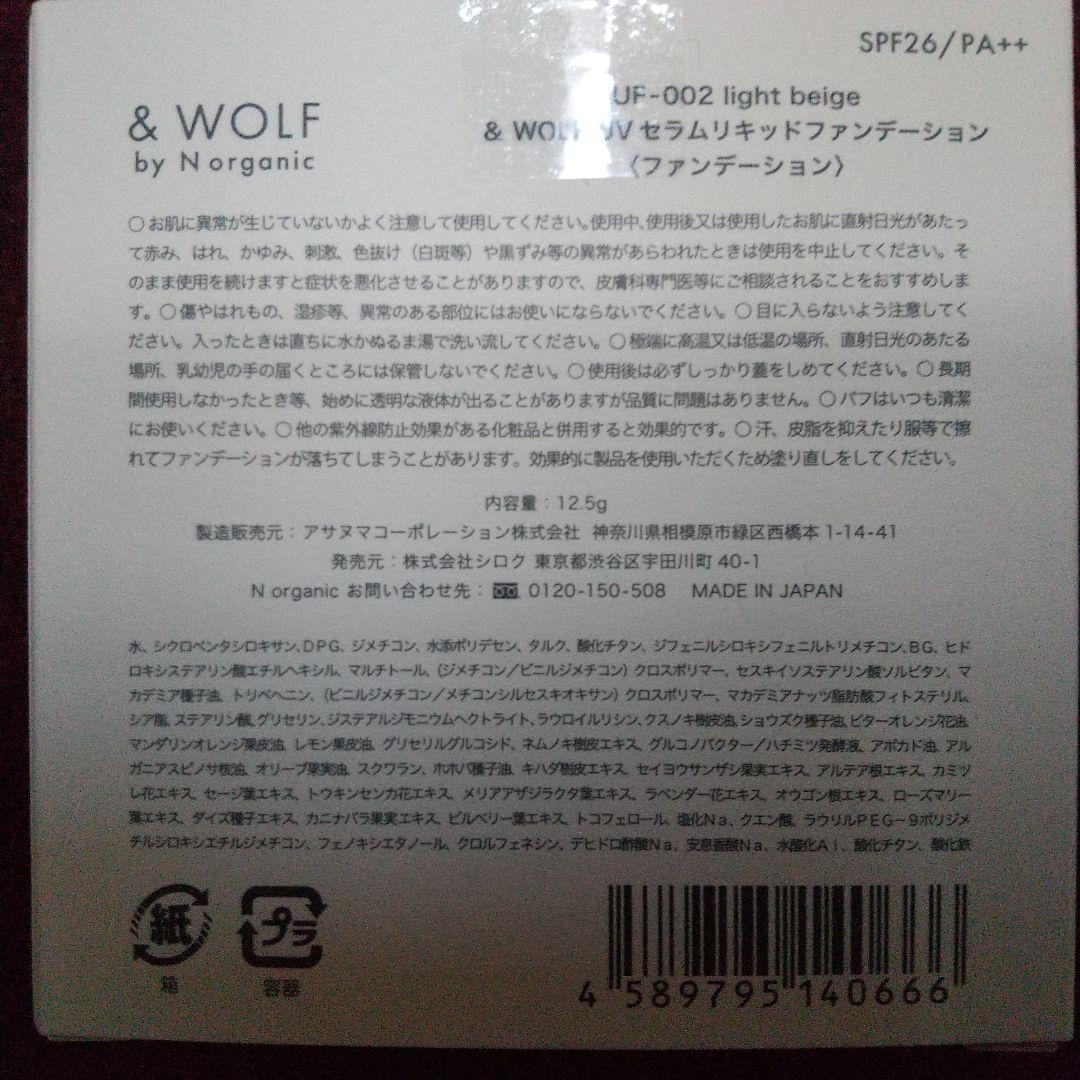 SPF26/PA++
& WOLF
by N organic
UF-002 light beige
& WOLF UV セラムリキッドファンデーション
〈ファンデーション〉
○お肌に異常が生じていないかよく注意して使用してください。使用中、使用後又は使用したお肌に直射日光があたっ
て赤み、はれ、かゆみ、刺激、色抜け（白斑等）や黒ずみ等の異常があらわれたときは使用を中止してください。そ
のまま使用を続けますと症状を悪化させることがありますので、皮膚科専門医等にご相談されることをおすすめしま
す。○傷やはれもの、湿疹等、異常のある部位にはお使いにならないでください。○目に入らないよう注意してく
ださい。入ったときは直ちに水かぬるま湯で洗い流してください。○極端に高温又は低温の場所、直射日光のあたる
場所、乳幼児の手の届くところには保管しないでください。○使用後は必ずしっかり蓋をしめてください。○長期
間使用しなかったとき等、始めに透明な液体が出ることがありますが品質に問題はありません。○パフはいつも清潔
にお使いください。○他の紫外線防止効果がある化粧品と併用すると効果的です。○汗、皮脂を抑えたり服等で擦
れてファンデーションが落ちてしまうことがあります。効果的に製品を使用いただくため塗り直しをしてください。
内容量：12.5g
製造販売元：アサヌマコーポレーション株式会社 神奈川県相模原市緑区西橋本1-14-41
発売元：株式会社シロク 東京都渋谷区宇田川町 40-1
N organic お問い合わせ先： 0120-150-508 MADE IN JAPAN
水、シクロペンタシロキサン、DPG、ジメチコン、水添ポリデセン、タルク、酸化チタン、ジフェニルシロキシフェニルトリメチコン、BG、ヒド
ロキシステアリン酸エチルヘキシル、マルチトール、（ジメチコン／ビニルジメチコン）クロスポリマー、セスキイソステアリン酸ソルビタン、マ
カデミア種子油、トリベヘニン、（ビニルジメチコン／メチコンシルセスキオキサン）クロスポリマー、マカデミアナッツ脂肪酸フィトステリル、
シア脂、ステアリン酸、グリセリン、ジステアルジモニウムヘクトライト、ラウロイルリシン、クスノキ樹皮油、ショウズク種子油、ビターオレンジ花油、
マンダリンオレンジ果皮油、レモン果皮油、グリセリルグルコシド、ネムノキ樹皮エキス、グルコノバクター／ハチミツ発酵液、アボカド油、アル
ガニアスピノサ核油、オリーブ果実油、スクワラン、ホホバ種子油、キハダ樹皮エキス、セイヨウサンザシ果実エキス、アルテア根エキス、カミツ
レ花エキス、セージ葉エキス、トウキンセンカ花エキス、メリアアザジラクタ葉エキス、ラベンダー花エキス、オウゴン根エキス、ローズマリー
葉エキス、ダイズ種子エキス、カニナバラ果実エキス、ビルベリー葉エキス、トコフェロール、塩化Na、クエン酸、ラウリルPEG－9ポリジメ
チルシロキシエチルジメチコン、フェノキシエタノール、クロルフェネシン、デヒドロ酢酸Na、安息香酸Na、水酸化Al、酸化チタン、酸化鉄
紙
プラ
箱
容器
4 589795 140666